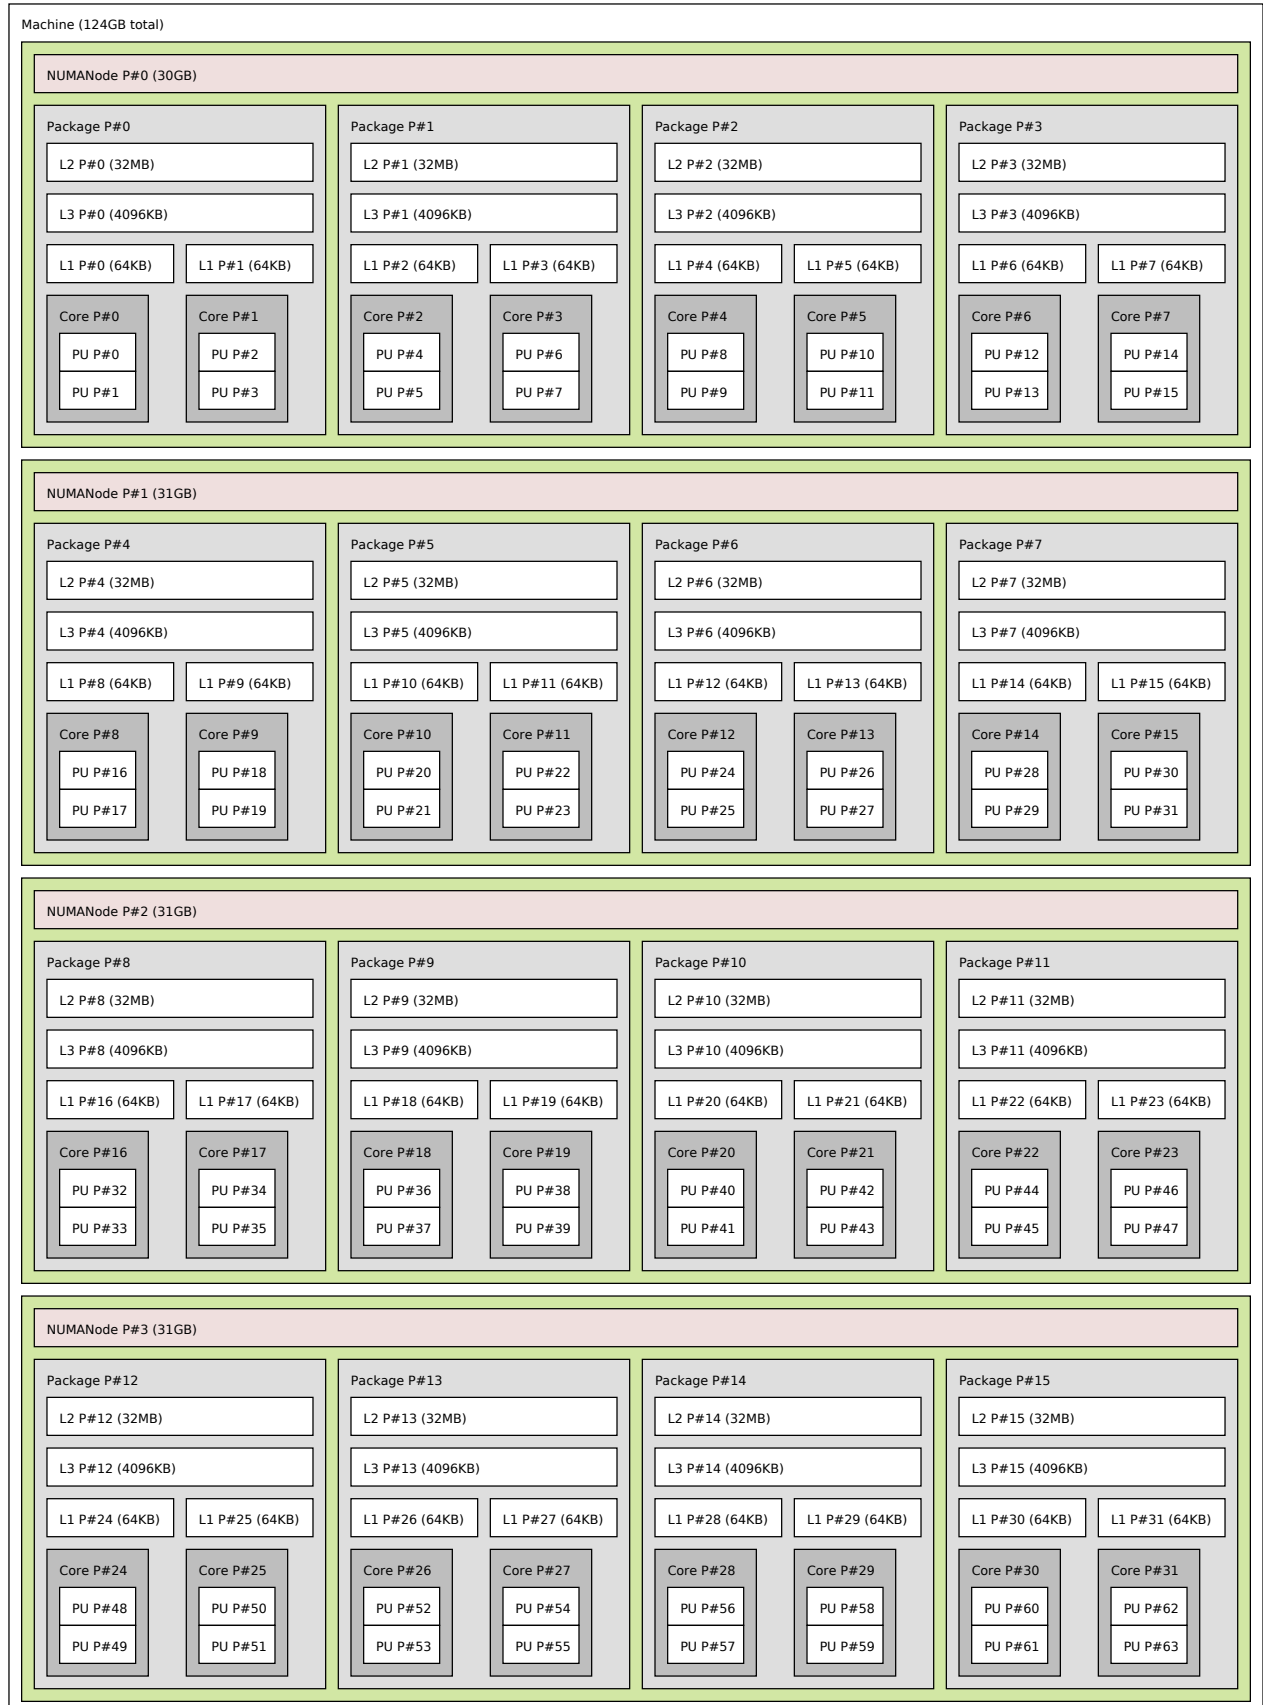 Machine (124GB total)
NUMANode P#0 (30GB)
Package P#0 Package P#1 Package P#2 Package P#3
L2 P#0 (32MB) L2 P#1 (32MB) L2 P#2 (32MB) L2 P#3 (32MB)
L3 P#0 (4096KB) L3 P#1 (4096KB) L3 P#2 (4096KB) L3 P#3 (4096KB)
L1 P#0 (64KB) L1 P#1 (64KB) L1 P#2 (64KB) L1 P#3 (64KB) L1 P#4 (64KB) L1 P#5 (64KB) L1 P#6 (64KB) L1 P#7 (64KB)
Core P#0 Core P#1 Core P#2 Core P#3 Core P#4 Core P#5 Core P#6 Core P#7
PU P#0 PU P#2 PU P#4 PU P#6 PU P#8 PU P#10 PU P#12 PU P#14
PU P#1 PU P#3 PU P#5 PU P#7 PU P#9 PU P#11 PU P#13 PU P#15
NUMANode P#1 (31GB)
Package P#4 Package P#5 Package P#6 Package P#7
L2 P#4 (32MB) L2 P#5 (32MB) L2 P#6 (32MB) L2 P#7 (32MB)
L3 P#4 (4096KB) L3 P#5 (4096KB) L3 P#6 (4096KB) L3 P#7 (4096KB)
L1 P#8 (64KB) L1 P#9 (64KB) L1 P#10 (64KB) L1 P#11 (64KB) L1 P#12 (64KB) L1 P#13 (64KB) L1 P#14 (64KB) L1 P#15 (64KB)
Core P#8 Core P#9 Core P#10 Core P#11 Core P#12 Core P#13 Core P#14 Core P#15
PU P#16 PU P#18 PU P#20 PU P#22 PU P#24 PU P#26 PU P#28 PU P#30
PU P#17 PU P#19 PU P#21 PU P#23 PU P#25 PU P#27 PU P#29 PU P#31
NUMANode P#2 (31GB)
Package P#8 Package P#9 Package P#10 Package P#11
L2 P#8 (32MB) L2 P#9 (32MB) L2 P#10 (32MB) L2 P#11 (32MB)
L3 P#8 (4096KB) L3 P#9 (4096KB) L3 P#10 (4096KB) L3 P#11 (4096KB)
L1 P#16 (64KB) L1 P#17 (64KB) L1 P#18 (64KB) L1 P#19 (64KB) L1 P#20 (64KB) L1 P#21 (64KB) L1 P#22 (64KB) L1 P#23 (64KB)
Core P#16 Core P#17 Core P#18 Core P#19 Core P#20 Core P#21 Core P#22 Core P#23
PU P#32 PU P#34 PU P#36 PU P#38 PU P#40 PU P#42 PU P#44 PU P#46
PU P#33 PU P#35 PU P#37 PU P#39 PU P#41 PU P#43 PU P#45 PU P#47
NUMANode P#3 (31GB)
Package P#12 Package P#13 Package P#14 Package P#15
L2 P#12 (32MB) L2 P#13 (32MB) L2 P#14 (32MB) L2 P#15 (32MB)
L3 P#12 (4096KB) L3 P#13 (4096KB) L3 P#14 (4096KB) L3 P#15 (4096KB)
L1 P#24 (64KB) L1 P#25 (64KB) L1 P#26 (64KB) L1 P#27 (64KB) L1 P#28 (64KB) L1 P#29 (64KB) L1 P#30 (64KB) L1 P#31 (64KB)
Core P#24 Core P#25 Core P#26 Core P#27 Core P#28 Core P#29 Core P#30 Core P#31
PU P#48 PU P#50 PU P#52 PU P#54 PU P#56 PU P#58 PU P#60 PU P#62
PU P#49 PU P#51 PU P#53 PU P#55 PU P#57 PU P#59 PU P#61 PU P#63